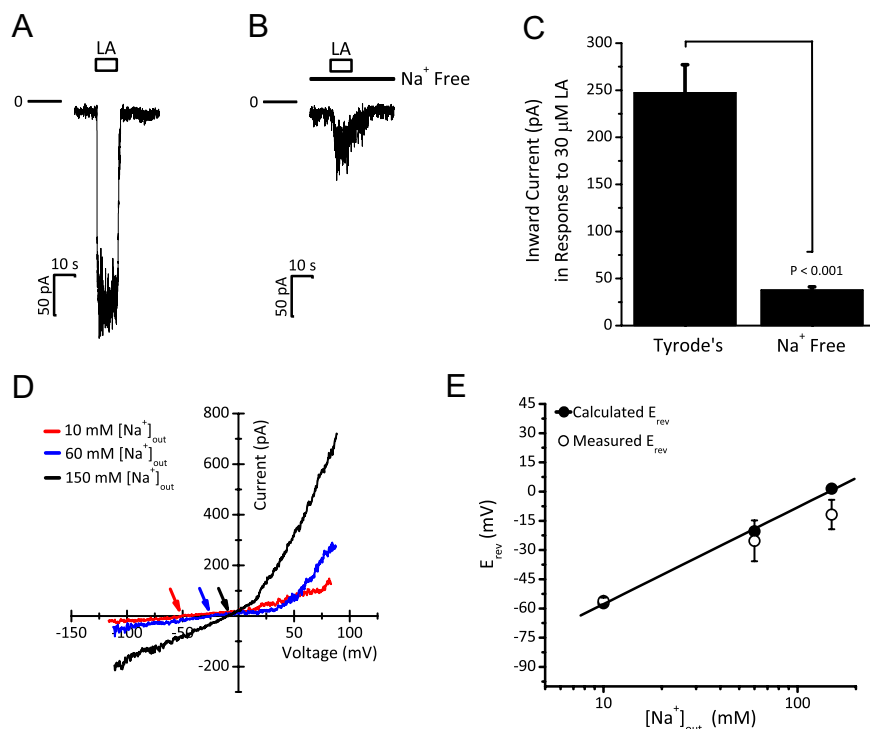 A
LA
0
10 s
50 pA
B
LA
Na+ Free
0
10 s
50 pA
C
Inward Current (pA)
in Response to 30 µM LA
300
250
200
150
100
50
0
P < 0.001
Tyrode's
Na+ Free
D
10 mM [Na+]out
60 mM [Na+]out
150 mM [Na+]out
Current (pA)
800
600
400
200
-200
-150
-100
-50
50
100
Voltage (mV)
E
Calculated Erev
Measured Erev
Erev (mV)
45
30
15
0
-15
-30
-45
-60
-75
-90
10
100
[Na+]out (mM)